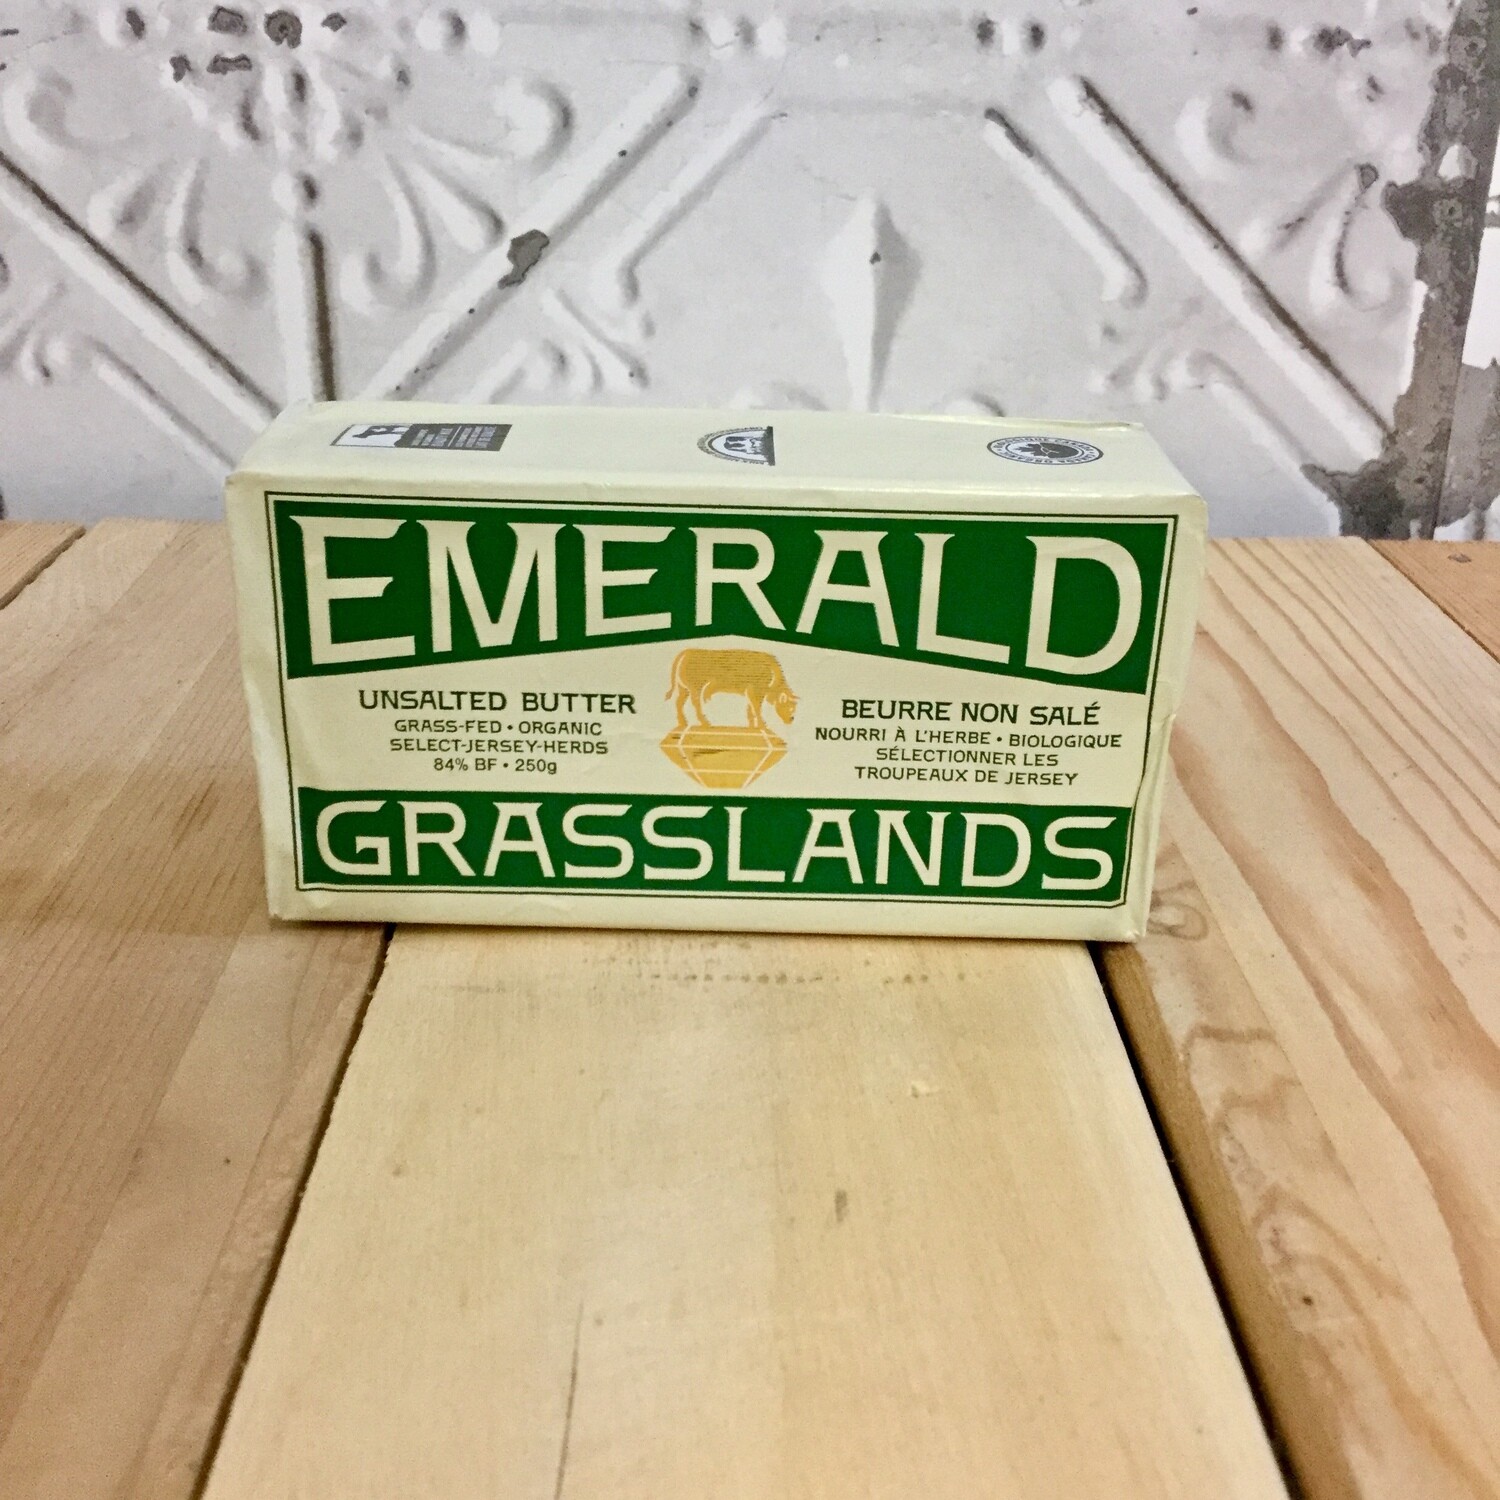 EMERALD
UNSALTED BUTTER
GRASS-FED • ORGANIC
SELECT-JERSEY-HERDS
84% BF • 250g
BEURRE NON SALÉ
NOURRI À L'HERBE • BIOLOGIQUE
SÉLECTIONNER LES
TROUPEAUX DE JERSEY
GRASSLANDS